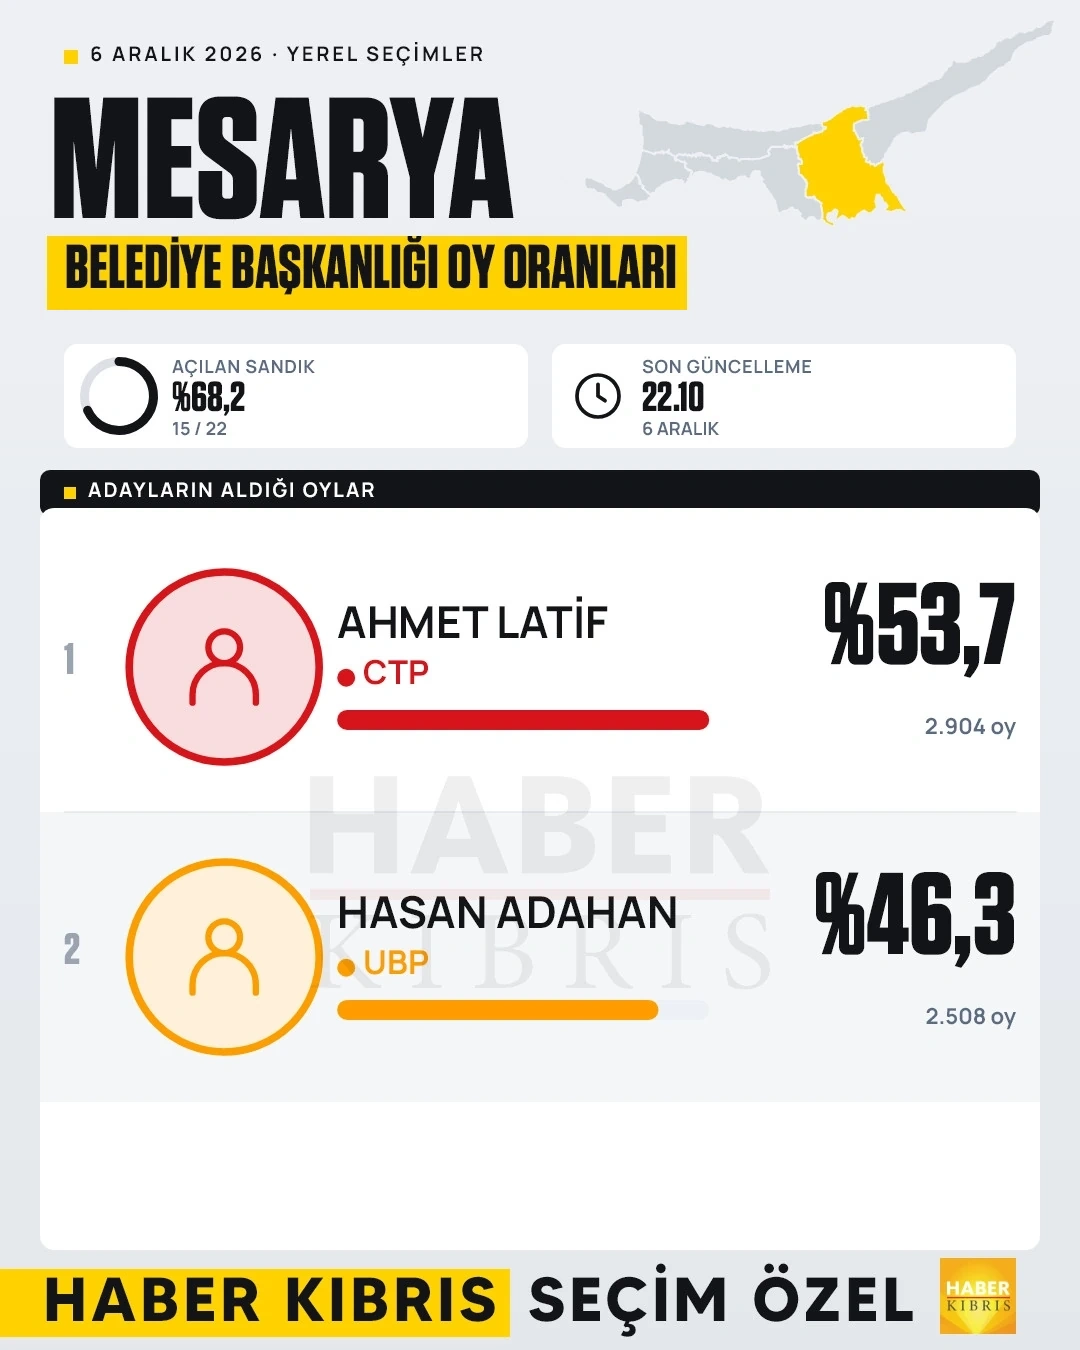 6 ARALIK 2026 · YEREL SEÇİMLER
MESARYA
BELEDİYE BAŞKANLIĞI OY ORANLARI
AÇILAN SANDIK
%68,2
15 / 22
SON GÜNCELLEME
22.10
6 ARALIK
ADAYLARIN ALDIĞI OYLAR
1
AHMET LATİF
CTP
%53,7
2.904 oy
HABER
KIBRIS
2
HASAN ADAHAN
UBP
%46,3
2.508 oy
HABER KIBRIS SEÇİM ÖZEL
HABER
KIBRIS